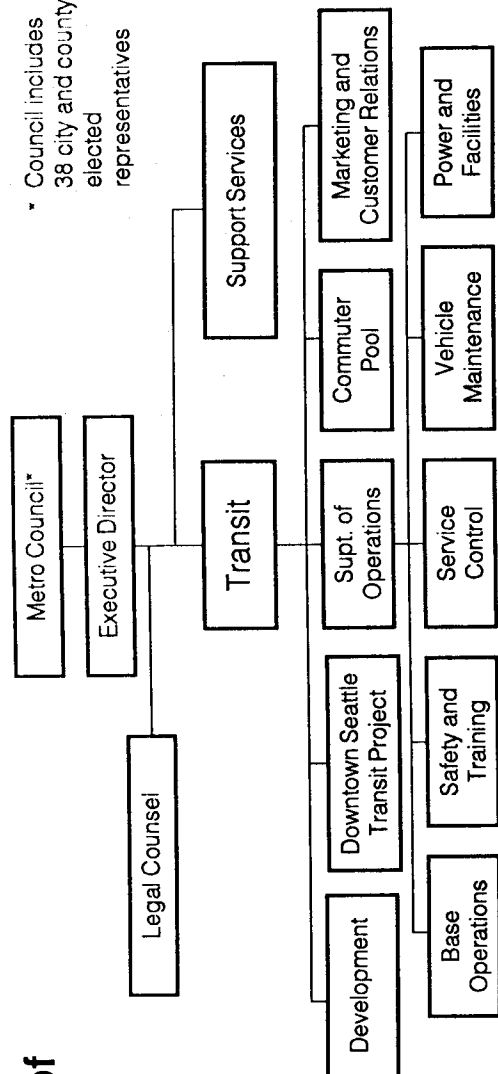 of
* Council includes
38 city and county
elected
representatives
Metro Council*
Executive Director
Legal Counsel
Transit
Support Services
Development
Downtown Seattle
Transit Project
Supt. of
Operations
Commuter
Pool
Marketing and
Customer Relations
Base
Operations
Safety and
Training
Service
Control
Vehicle
Maintenance
Power and
Facilities